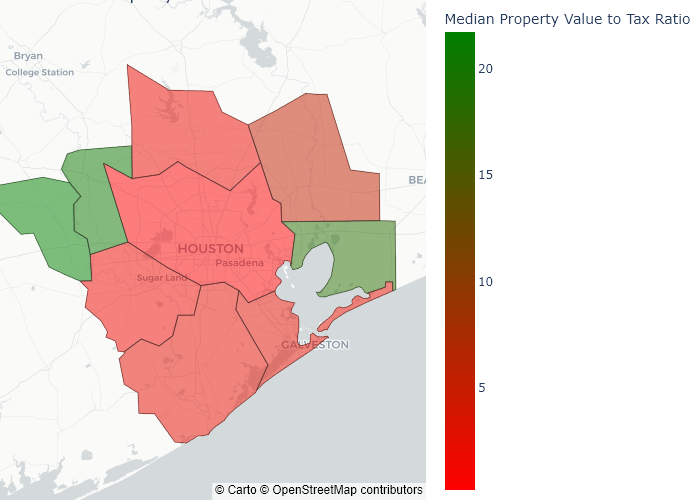 Median Property Value to Tax Ratio
Bryan
College Station
20
15
BEA
HOUSTON
Pasadena
Sugar Land
10
GALVESTON
5
© Carto © OpenStreetMap contributors